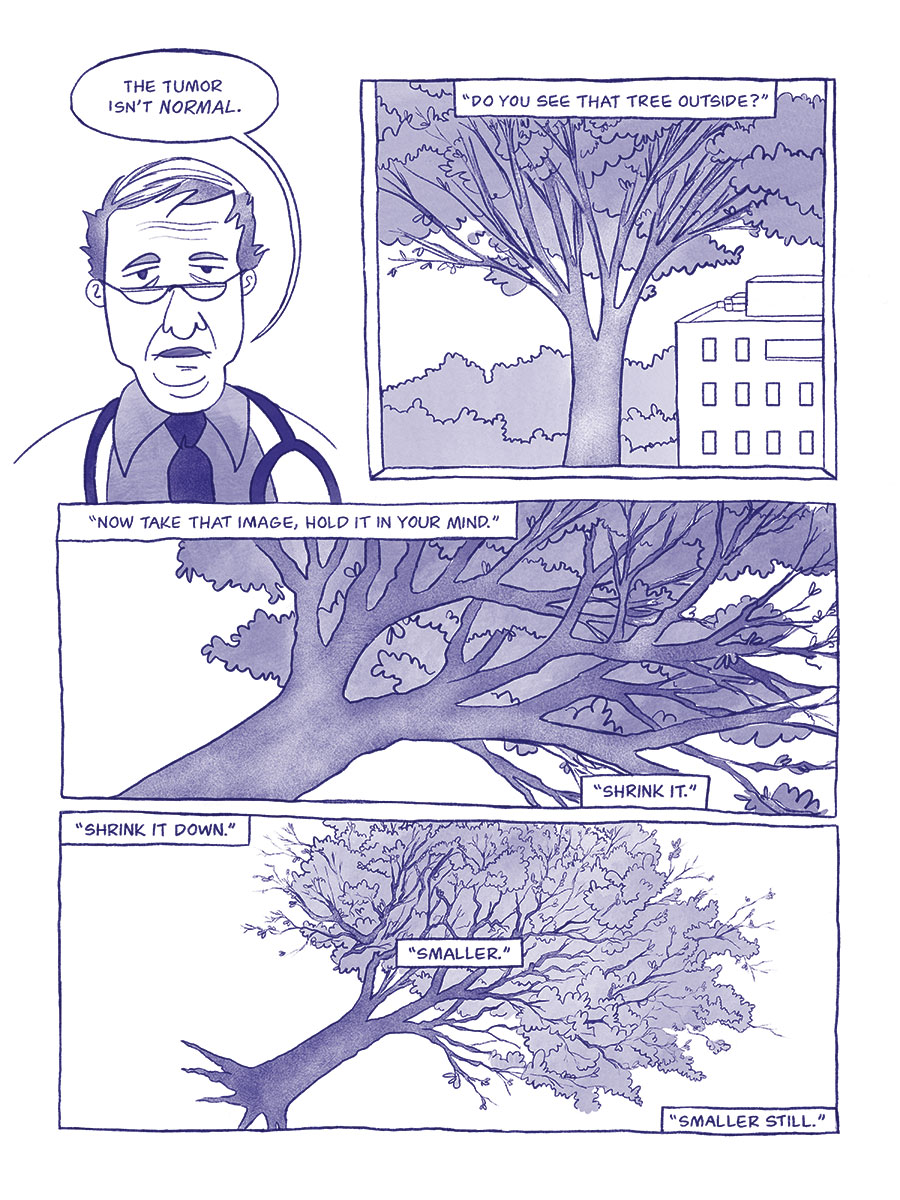 THE TUMOR
ISN'T NORMAL.
"DO YOU SEE THAT TREE OUTSIDE?"
"NOW TAKE THAT IMAGE, HOLD IT IN YOUR MIND."
"SHRINK IT."
"SHRINK IT DOWN."
"SMALLER."
"SMALLER STILL."